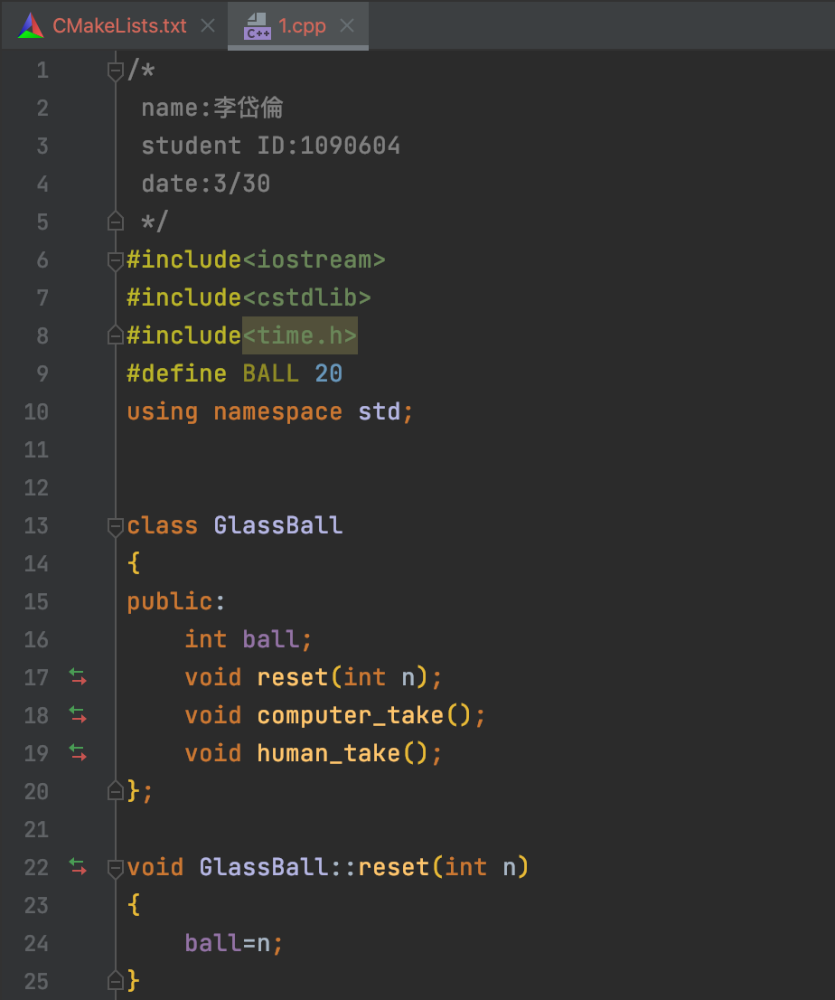 CMakeLists.txt
C++ 1.cpp
1 /*
2 name:李岱倫
3 student ID:1090604
4 date:3/30
5 */
6 #include<iostream>
7 #include<cstdlib>
8 #include<time.h>
9 #define BALL 20
10 using namespace std;
11
12
13 class GlassBall
14 {
15 public:
16     int ball;
17     void reset(int n);
18     void computer_take();
19     void human_take();
20 };
21
22 void GlassBall::reset(int n)
23 {
24     ball=n;
25 }